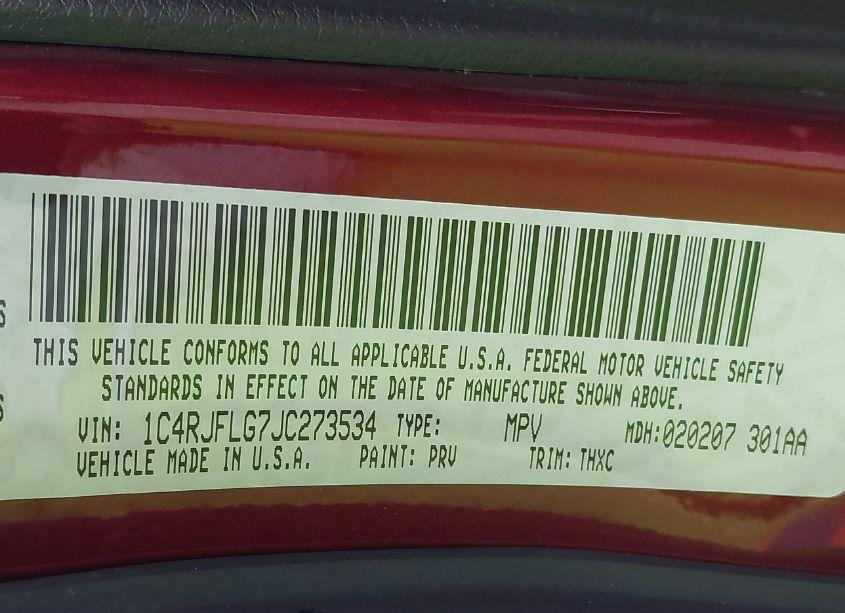 S
THIS VEHICLE CONFORMS TO ALL APPLICABLE U.S.A. FEDERAL MOTOR VEHICLE SAFETY
STANDARDS IN EFFECT ON THE DATE OF MANUFACTURE SHOWN ABOVE.
S
VIN: 1C4RJFLG7JC273534 TYPE: MPV MDH:020207 301AA
VEHICLE MADE IN U.S.A. PAINT: PRV TRIM: THXC